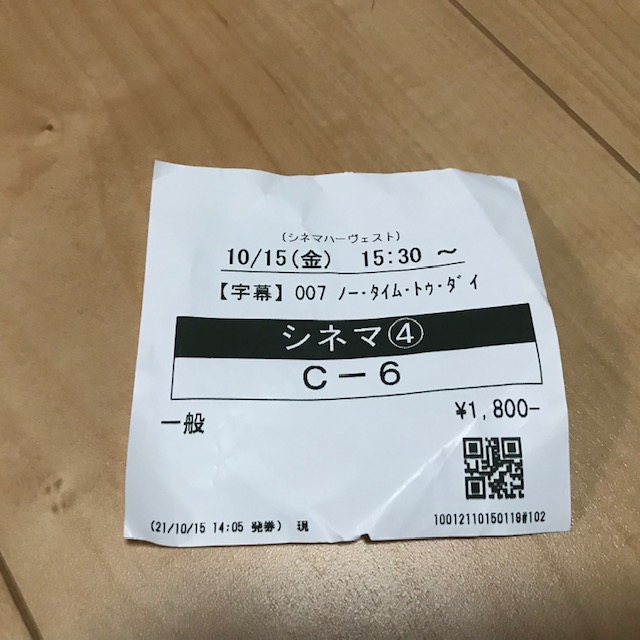 (シネマハーヴェスト)
10/15(金) 15:30 ～
【字幕】007 ﾉｰ･ﾀｲﾑ･ﾄｩ･ﾀﾞｲ
シネマ④
C－6
一般 ¥1,800-
(21/10/15 14:05 発券) 現 10012110150119#102